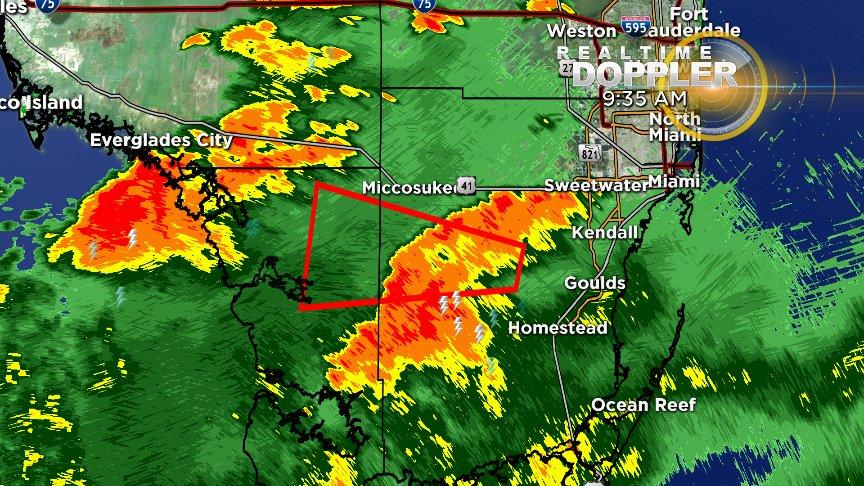 les
75
75
595
Fort
Weston
auderdale
REALTIME
27
DOPPLER
9:35 AM
co Island
North
Miami
Everglades City
821
Miccosukee
41
Sweetwater
Miami
Kendall
Goulds
Homestead
Ocean Reef